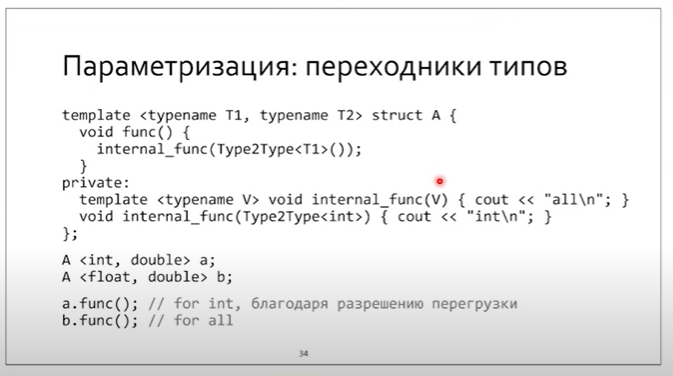 Параметризация: переходники типов
template <typename T1, typename T2> struct A {
  void func() {
    internal_func(Type2Type<T1>());
  }
private:
  template <typename V> void internal_func(V) { cout << "all\n"; }
  void internal_func(Type2Type<int>) { cout << "int\n"; }
};
A <int, double> a;
A <float, double> b;
a.func(); // for int, благодаря разрешению перегрузки
b.func(); // for all
34